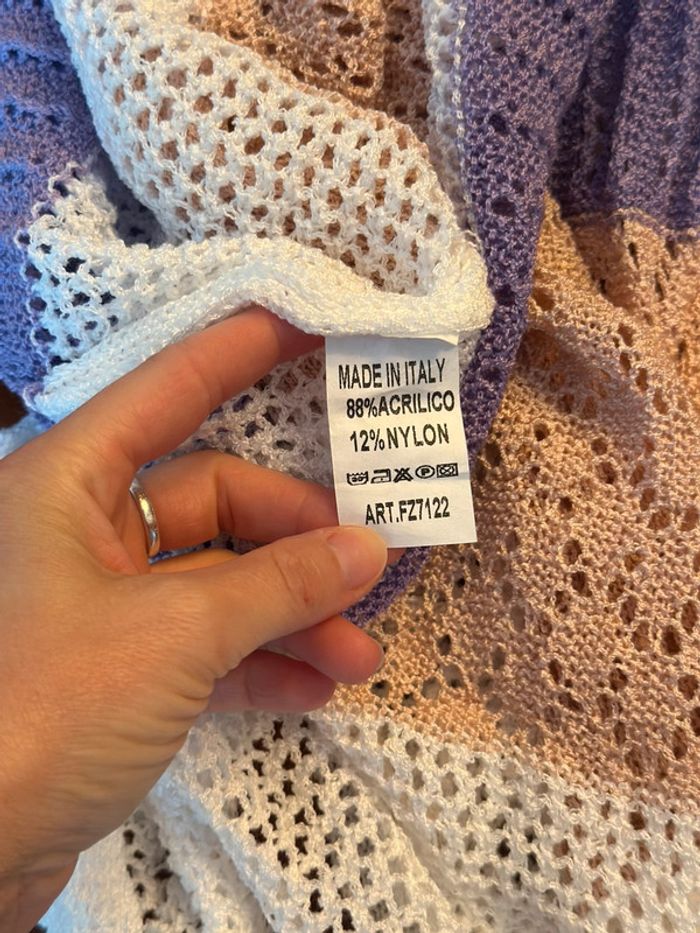 MADE IN ITALY
88%ACRILICO
12%NYLON
P
ART.FZ7122